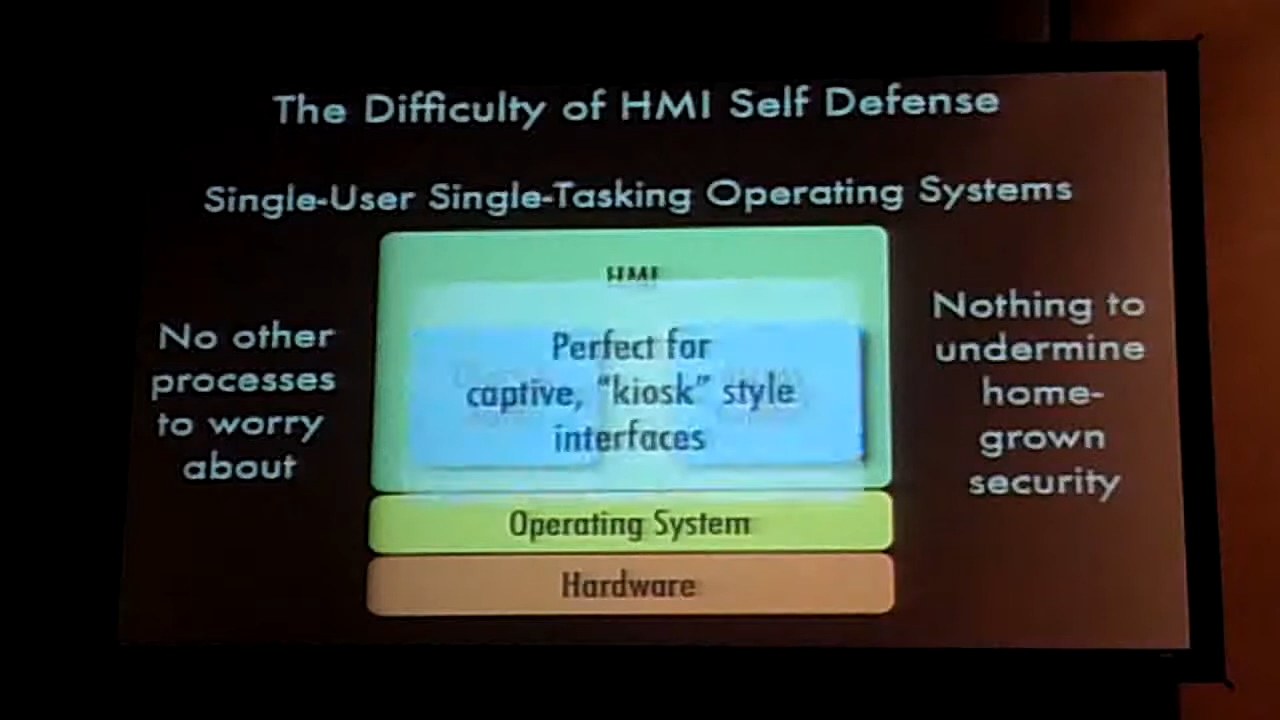 The Difficulty of HMI Self Defense
Single-User Single-Tasking Operating Systems
No other
processes
to worry
about
HMI
Perfect for
captive, “kiosk” style
interfaces
Operating System
Hardware
Nothing to
undermine
home-
grown
security